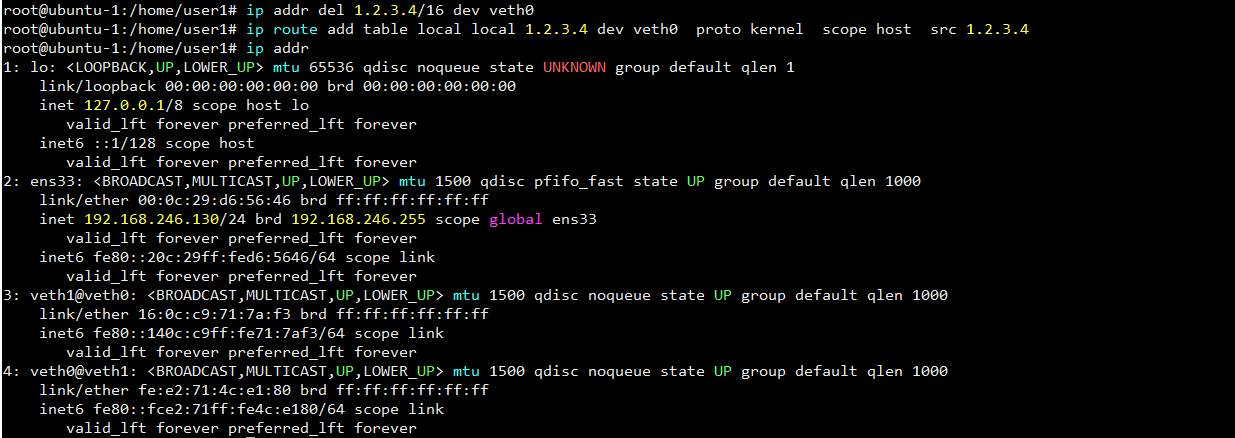 root@ubuntu-1:/home/user1# ip addr del 1.2.3.4/16 dev veth0
root@ubuntu-1:/home/user1# ip route add table local local 1.2.3.4 dev veth0  proto kernel  scope host  src 1.2.3.4
root@ubuntu-1:/home/user1# ip addr
1: lo: <LOOPBACK,UP,LOWER_UP> mtu 65536 qdisc noqueue state UNKNOWN group default qlen 1
    link/loopback 00:00:00:00:00:00 brd 00:00:00:00:00:00
    inet 127.0.0.1/8 scope host lo
       valid_lft forever preferred_lft forever
    inet6 ::1/128 scope host
       valid_lft forever preferred_lft forever
2: ens33: <BROADCAST,MULTICAST,UP,LOWER_UP> mtu 1500 qdisc pfifo_fast state UP group default qlen 1000
    link/ether 00:0c:29:d6:56:46 brd ff:ff:ff:ff:ff:ff
    inet 192.168.246.130/24 brd 192.168.246.255 scope global ens33
       valid_lft forever preferred_lft forever
    inet6 fe80::20c:29ff:fed6:5646/64 scope link
       valid_lft forever preferred_lft forever
3: veth1@veth0: <BROADCAST,MULTICAST,UP,LOWER_UP> mtu 1500 qdisc noqueue state UP group default qlen 1000
    link/ether 16:0c:c9:71:7a:f3 brd ff:ff:ff:ff:ff:ff
    inet6 fe80::140c:c9ff:fe71:7af3/64 scope link
       valid_lft forever preferred_lft forever
4: veth0@veth1: <BROADCAST,MULTICAST,UP,LOWER_UP> mtu 1500 qdisc noqueue state UP group default qlen 1000
    link/ether fe:e2:71:4c:e1:80 brd ff:ff:ff:ff:ff:ff
    inet6 fe80::fce2:71ff:fe4c:e180/64 scope link
       valid_lft forever preferred_lft forever